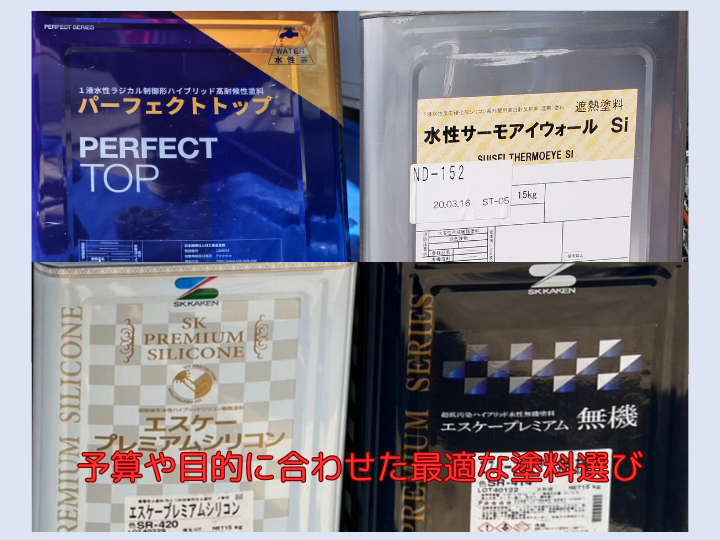 PERFECT SERIES
WATER
水性系
1液水性ラジカル制御形ハイブリッド高耐候性塗料
パーフェクトトップ
PERFECT
TOP
遮熱塗料
水性サーモアイウォール Si
SUISEI THERMOEYE SI
ND-152
20.03.16 ST-05
15kg
SK KAKEN
PREMIUM SILICONE
SK
PREMIUM
SILICONE
エスケー
プレミアムシリコン
エスケープレミアムシリコン
色SR-420
NET15kg
SK KAKEN
PREMIUM SERIES
超低汚染ハイブリッド水性無機塗料
エスケープレミアム 無機
LOT40122
NET15kg
予算や目的に合わせた最適な塗料選び